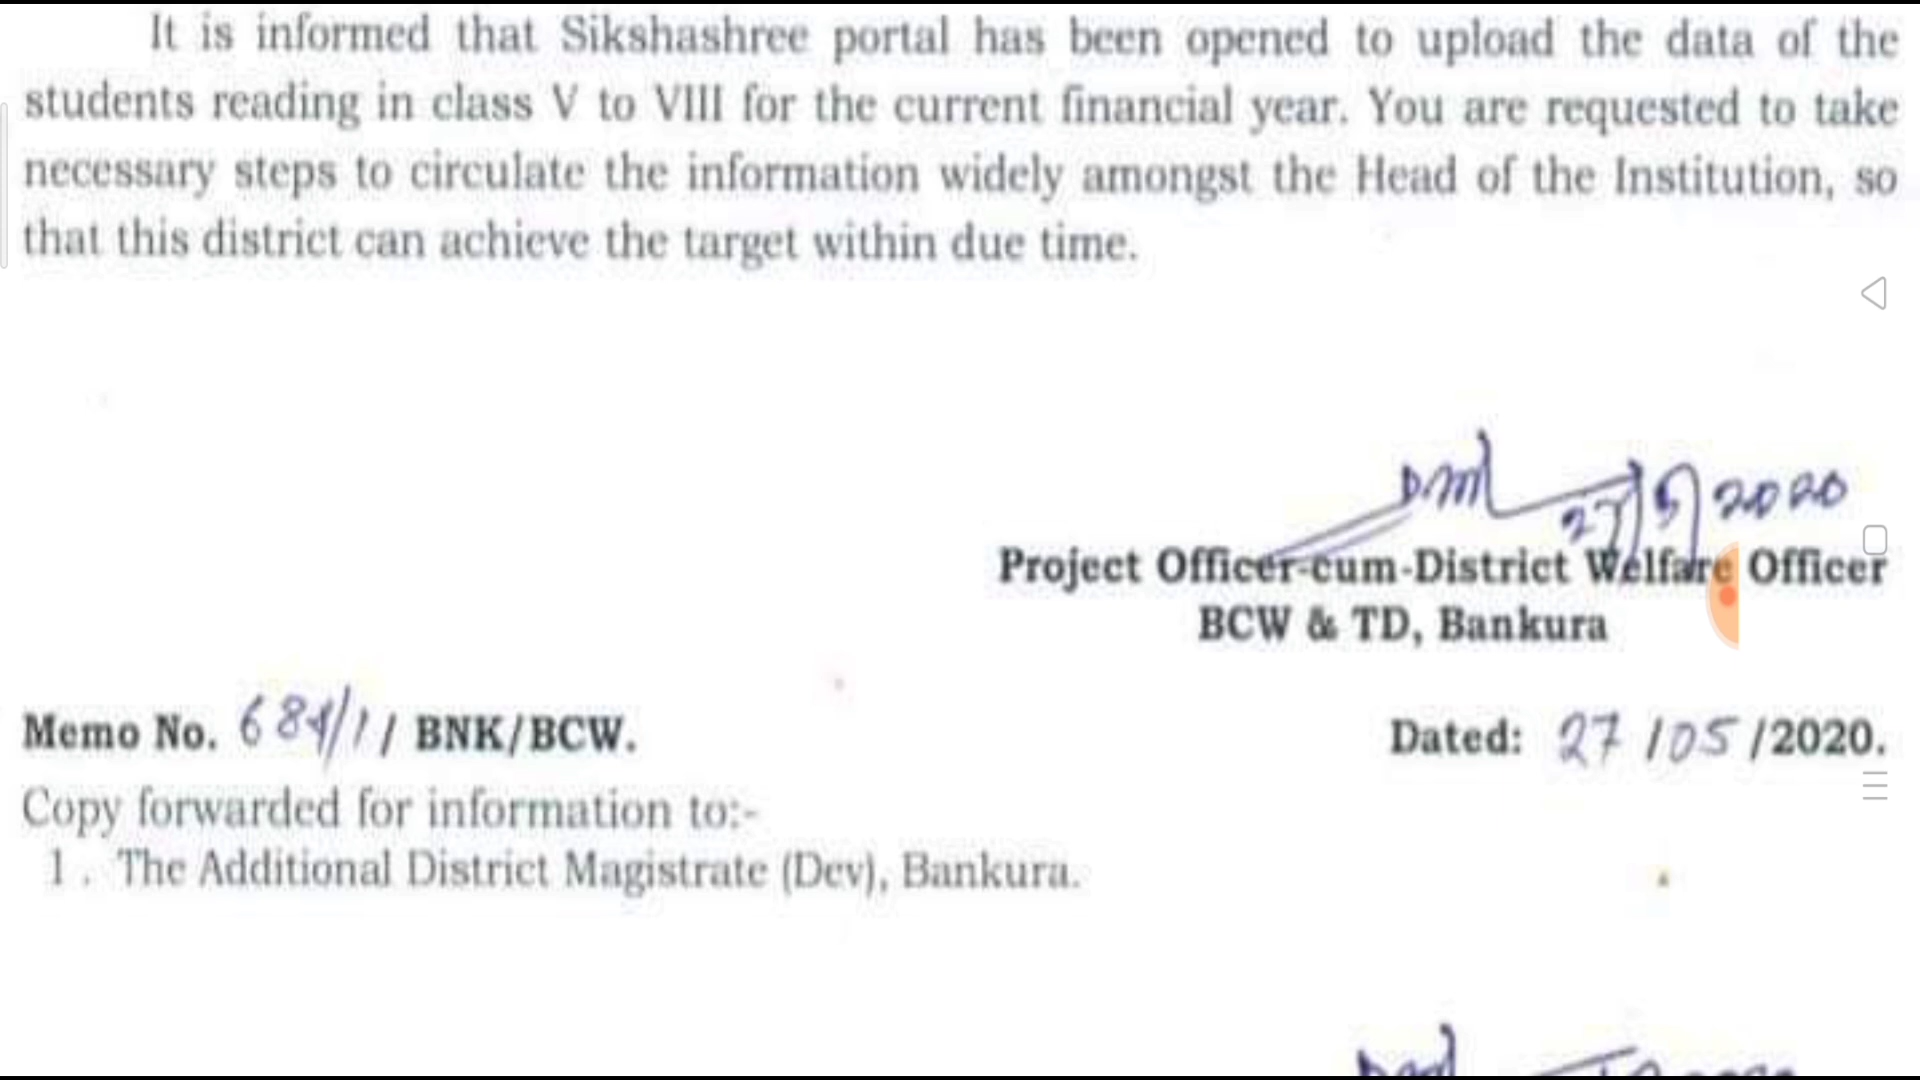 It is informed that Sikshashree portal has been opened to upload the data of the
students reading in class V to VIII for the current financial year. You are requested to take
necessary steps to circulate the information widely amongst the Head of the Institution, so
that this district can achieve the target within due time.
27/5/2020
Project Officer-cum-District Welfare Officer
BCW & TD, Bankura
Memo No. 684/1/ BNK/BCW.
Dated: 27/05/2020.
Copy forwarded for information to:-
1. The Additional District Magistrate (Dev), Bankura.